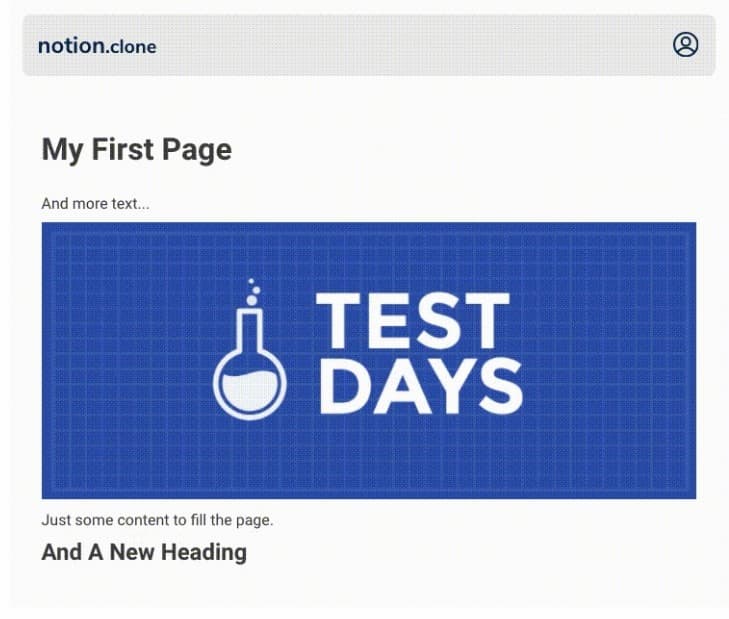 notion.clone
My First Page
And more text...
TEST
DAYS
Just some content to fill the page.
And A New Heading